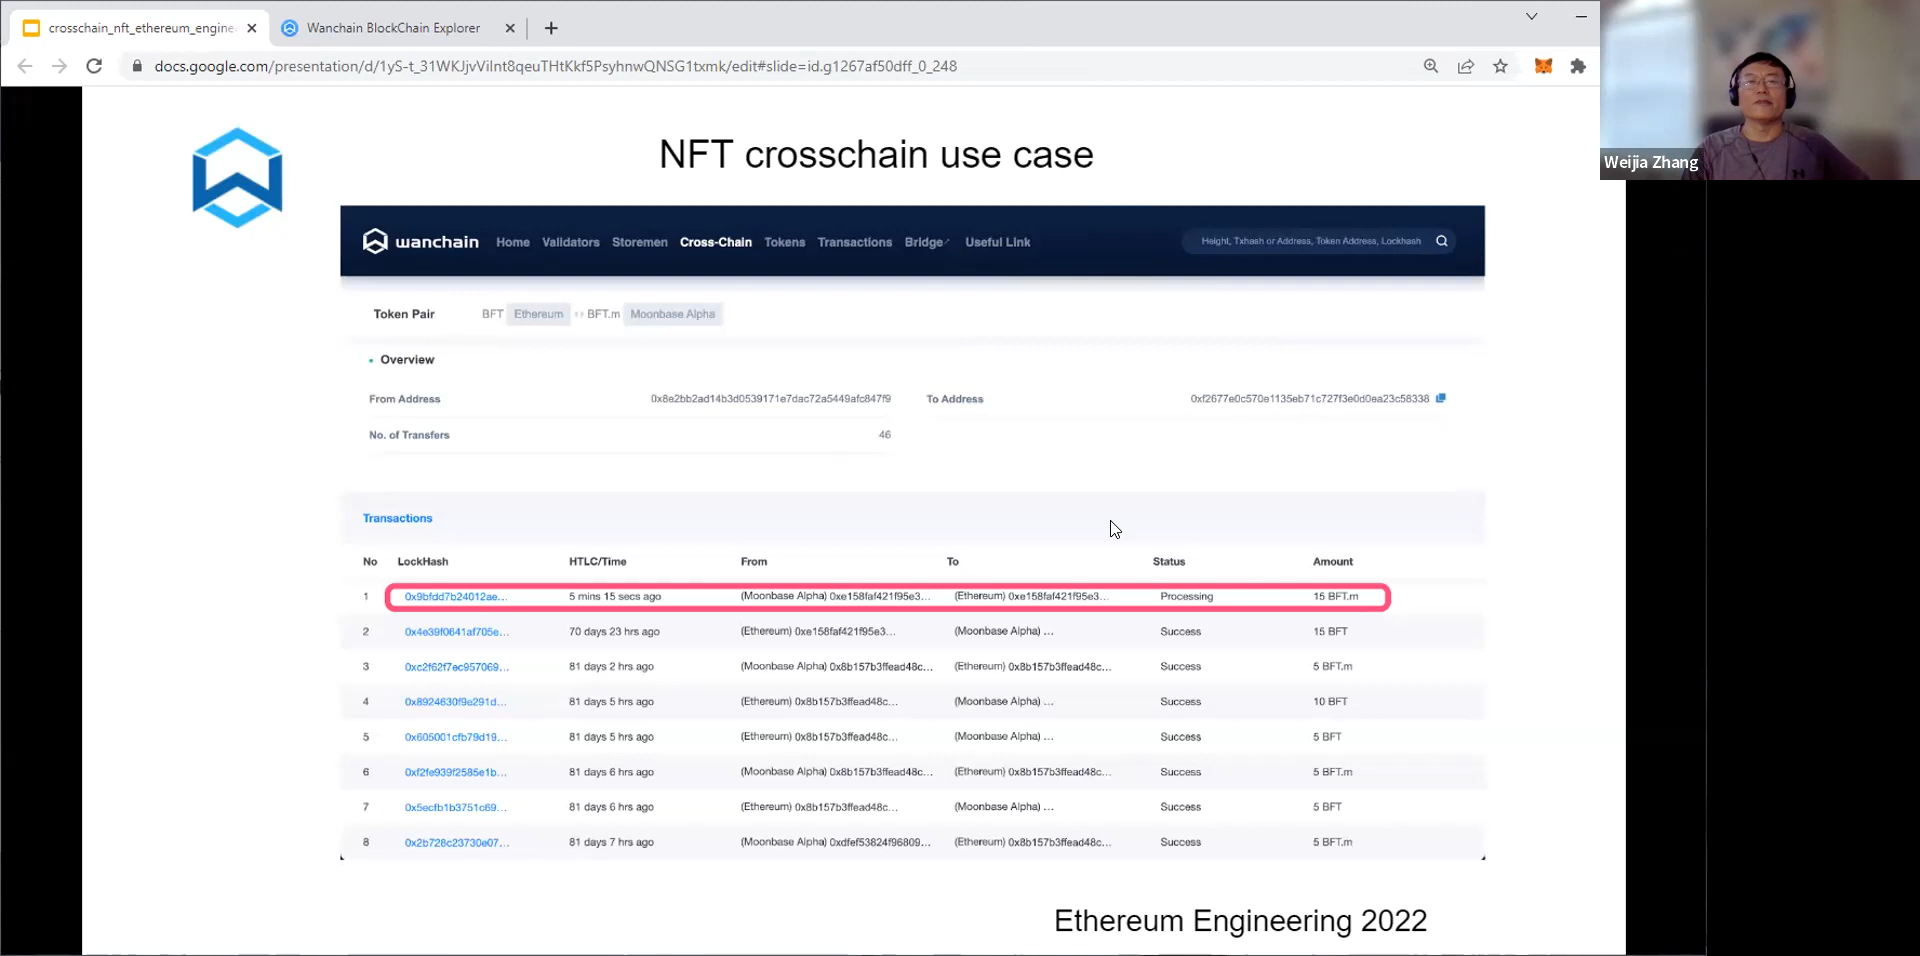 crosschain_nft_ethereum_engine
Wanchain BlockChain Explorer
docs.google.com/presentation/d/1yS-t_31WKJjvViInt8qeuTHtKkf5PsyhnwQNSG1txmk/edit#slide=id.g1267af50dff_0_248
Weijia Zhang
NFT crosschain use case
wanchain Home Validators Storemen Cross-Chain Tokens Transactions Bridge Useful Link Height, Txhash or Address, Token Address, Lockhash
Token Pair BFT Ethereum BFT.m Moonbase Alpha
Overview
From Address 0x8e2bb2ad14b3d0539171e7dac72a5449afc847f9 To Address 0xf2677e0c570e1135eb71c727f3e0d0ea23c58338
No. of Transfers 46
Transactions
No LockHash HTLC/Time From To Status Amount
1 0x9bfdd7b24012ae... 5 mins 15 secs ago (Moonbase Alpha) 0xe158faf421f95e3... (Ethereum) 0xe158faf421f95e3... Processing 15 BFT.m
2 0x4e39f0641af705e... 70 days 23 hrs ago (Ethereum) 0xe158faf421f95e3... (Moonbase Alpha) ... Success 15 BFT
3 0xc2f62f7ec957069... 81 days 2 hrs ago (Moonbase Alpha) 0x8b157b3ffead48c... (Ethereum) 0x8b157b3ffead48c... Success 5 BFT.m
4 0x8924630f9e291d... 81 days 5 hrs ago (Ethereum) 0x8b157b3ffead48c... (Moonbase Alpha) ... Success 10 BFT
5 0x605001cfb79d19... 81 days 5 hrs ago (Ethereum) 0x8b157b3ffead48c... (Moonbase Alpha) ... Success 5 BFT
6 0xf2fe939f2585e1b... 81 days 6 hrs ago (Moonbase Alpha) 0x8b157b3ffead48c... (Ethereum) 0x8b157b3ffead48c... Success 5 BFT.m
7 0x5ecfb1b3751c69... 81 days 6 hrs ago (Ethereum) 0x8b157b3ffead48c... (Moonbase Alpha) ... Success 5 BFT
8 0x2b728c23730e07... 81 days 7 hrs ago (Moonbase Alpha) 0xdfef53824f96809... (Ethereum) 0x8b157b3ffead48c... Success 5 BFT.m
Ethereum Engineering 2022